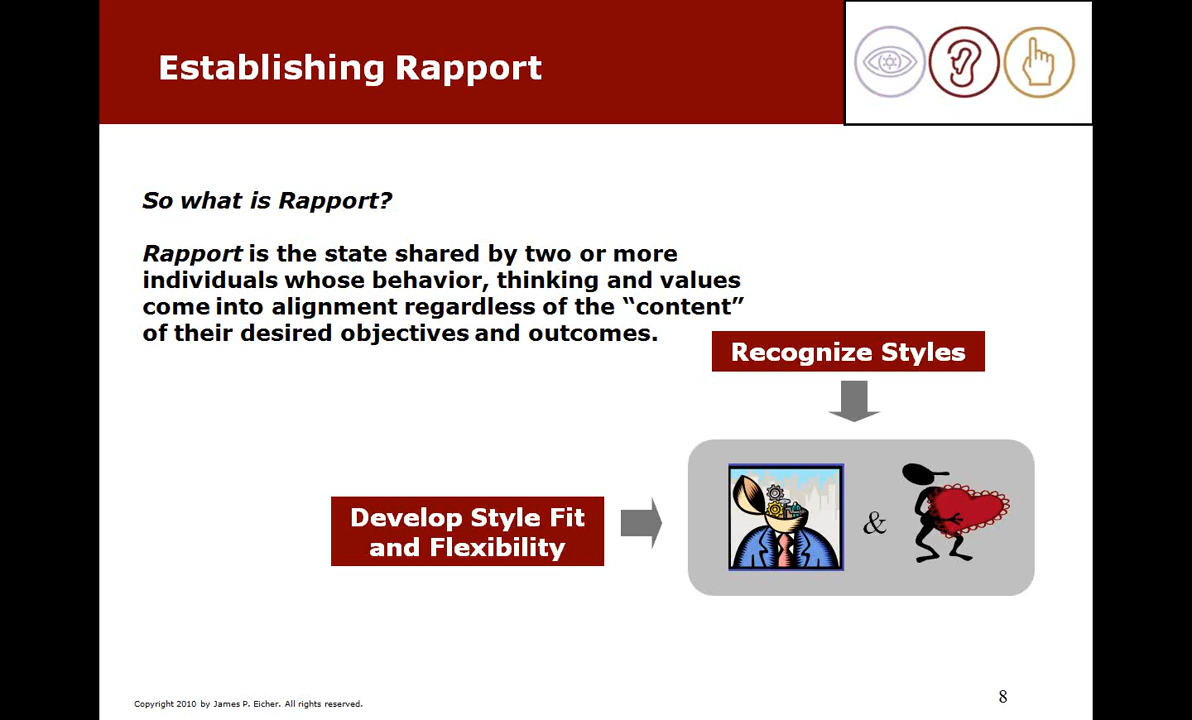 Establishing Rapport
So what is Rapport?
Rapport is the state shared by two or more
individuals whose behavior, thinking and values
come into alignment regardless of the “content”
of their desired objectives and outcomes.
Recognize Styles
Develop Style Fit
and Flexibility
&
Copyright 2010 by James P. Eicher. All rights reserved.
8